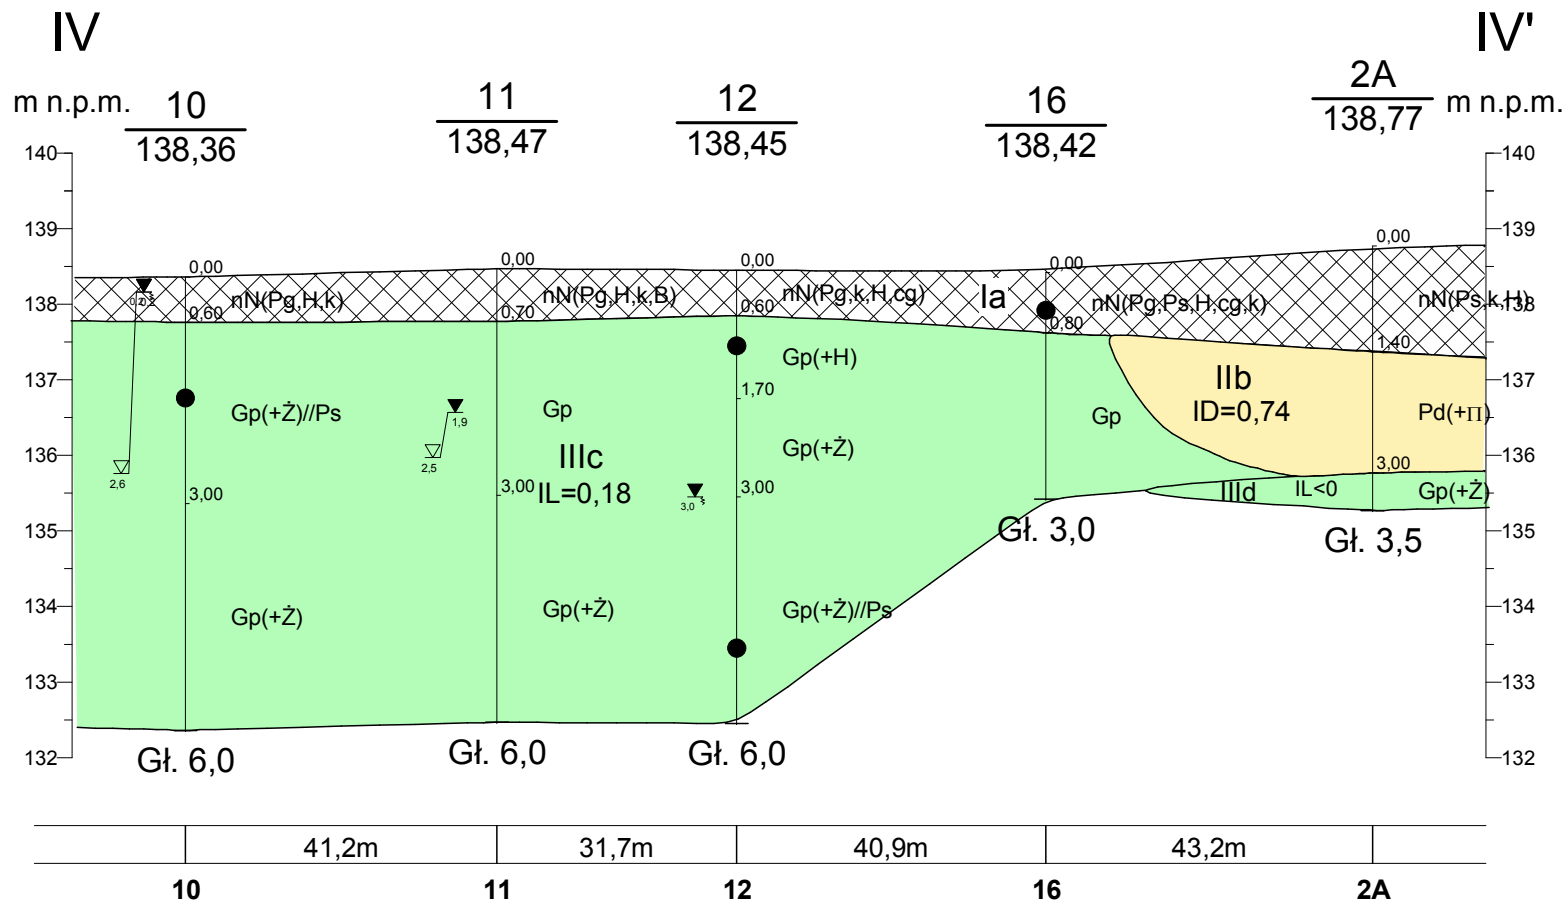 IV IV'
m n.p.m. 10 11 12 16 2A m n.p.m.
138,36 138,47 138,45 138,42 138,77
140 140
139 139
0,00 0,00 0,00 0,00 0,00
nN(Pg,H,k) nN(Pg,H,k,B) nN(Pg,k,H,cg) Ia nN(Pg,Ps,H,cg,k) nN(Ps,k,H)
138 138
0,60 0,70 0,60 0,80 1,40
137 137
Gp(+H)
1,70
IIb
ID=0,74
Gp(+Ż)//Ps Gp Gp Pd(+П)
1,9
Gp(+Ż)
136 136
2,6 2,5 IIIc
IL=0,18
3,00 3,00 3,00 3,00
3,0
IIId IL<0 Gp(+Ż)
135 135
Gł. 3,0 Gł. 3,5
134 134
Gp(+Ż) Gp(+Ż) Gp(+Ż)//Ps
133 133
132 132
Gł. 6,0 Gł. 6,0 Gł. 6,0
41,2m 31,7m 40,9m 43,2m
10 11 12 16 2A